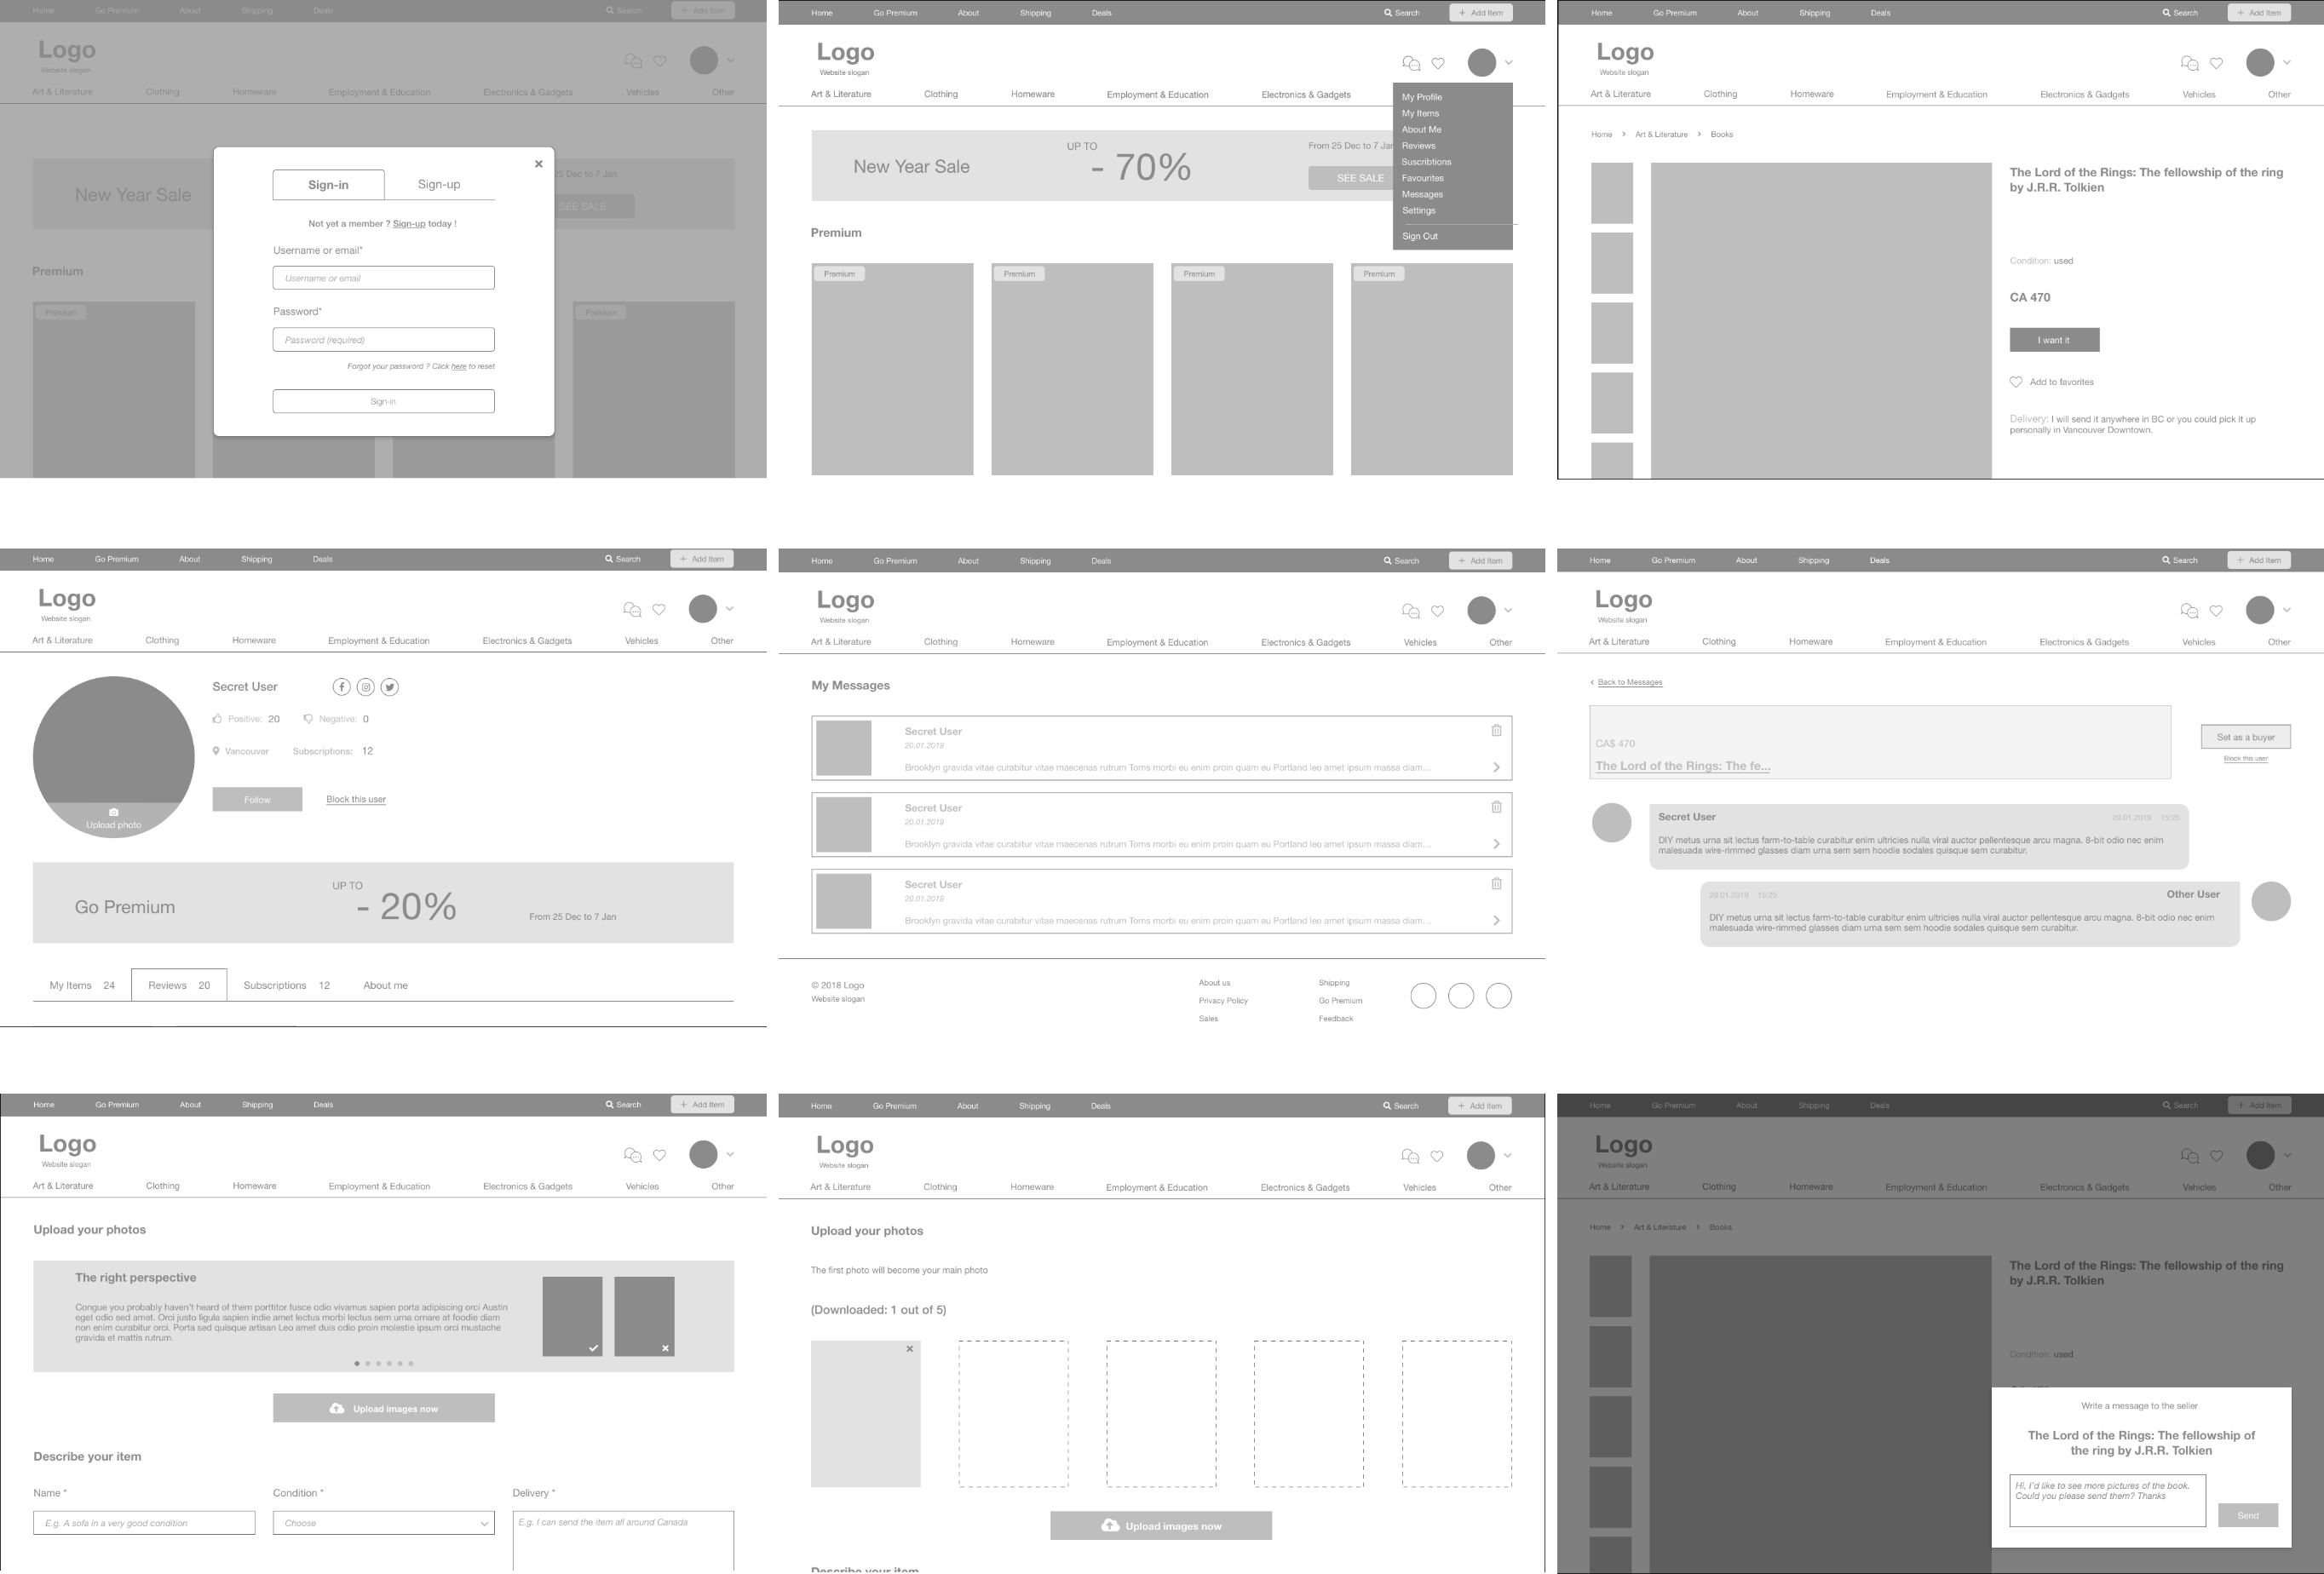 Home Go Premium About Shipping Deals Search + Add Item
Logo
Website slogan
Art & Literature Clothing Homeware Employment & Education Electronics & Gadgets Vehicles Other
New Year Sale
25 Dec to 7 Jan
SEE SALE
Premium
Premium
Premium
Sign-in Sign-up
Not yet a member ? Sign-up today !
Username or email*
Username or email
Password*
Password (required)
Forgot your password ? Click here to reset
Sign-in
Home Go Premium About Shipping Deals Search + Add Item
Logo
Website slogan
Art & Literature Clothing Homeware Employment & Education Electronics & Gadgets
My Profile
My Items
About Me
Reviews
Suscribtions
Favourites
Messages
Settings
Sign Out
New Year Sale
UP TO
- 70%
From 25 Dec to 7 Jan
SEE SALE
Premium
Premium Premium Premium Premium
Home Go Premium About Shipping Deals Search + Add Item
Logo
Website slogan
Art & Literature Clothing Homeware Employment & Education Electronics & Gadgets Vehicles Other
Home > Art & Literature > Books
The Lord of the Rings: The fellowship of the ring
by J.R.R. Tolkien
Condition: used
CA 470
I want it
Add to favorites
Delivery: I will send it anywhere in BC or you could pick it up
personally in Vancouver Downtown.
Home Go Premium About Shipping Deals Search + Add Item
Logo
Website slogan
Art & Literature Clothing Homeware Employment & Education Electronics & Gadgets Vehicles Other
Secret User
Positive: 20 Negative: 0
Vancouver Subscriptions: 12
Follow Block this user
Upload photo
Go Premium
UP TO
- 20%
From 25 Dec to 7 Jan
My Items 24 Reviews 20 Subscriptions 12 About me
Home Go Premium About Shipping Deals Search + Add Item
Logo
Website slogan
Art & Literature Clothing Homeware Employment & Education Electronics & Gadgets Vehicles Other
My Messages
Secret User
20.01.2019
Brooklyn gravida vitae curabitur vitae maecenas rutrum Toms morbi eu enim proin quam eu Portland leo amet ipsum massa diam...
Secret User
20.01.2019
Brooklyn gravida vitae curabitur vitae maecenas rutrum Toms morbi eu enim proin quam eu Portland leo amet ipsum massa diam...
Secret User
20.01.2019
Brooklyn gravida vitae curabitur vitae maecenas rutrum Toms morbi eu enim proin quam eu Portland leo amet ipsum massa diam...
© 2018 Logo
Website slogan
About us
Privacy Policy
Sales
Shipping
Go Premium
Feedback
Home Go Premium About Shipping Deals Search + Add Item
Logo
Website slogan
Art & Literature Clothing Homeware Employment & Education Electronics & Gadgets Vehicles Other
< Back to Messages
CA$ 470
The Lord of the Rings: The fe...
Set as a buyer
Block this user
Secret User 29.01.2019 15:25
DIY metus urna sit lectus farm-to-table curabitur enim ultricies nulla viral auctor pellentesque arcu magna. 8-bit odio nec enim
malesuada wire-rimmed glasses diam urna sem sem hoodie sodales quisque sem curabitur.
29.01.2019 15:25 Other User
DIY metus urna sit lectus farm-to-table curabitur enim ultricies nulla viral auctor pellentesque arcu magna. 8-bit odio nec enim
malesuada wire-rimmed glasses diam urna sem sem hoodie sodales quisque sem curabitur.
Home Go Premium About Shipping Deals Search + Add Item
Logo
Website slogan
Art & Literature Clothing Homeware Employment & Education Electronics & Gadgets Vehicles Other
Upload your photos
The right perspective
Congue you probably haven't heard of them porttitor fusce odio vivamus sapien porta adipiscing orci Austin
eget odio sed amet. Orci justo ligula sapien indie amet lectus morbi lectus sem urna ornare at foodie diam
non enim curabitur orci. Porta sed quisque artisan Leo amet duis odio proin molestie ipsum orci mustache
gravida et mattis rutrum.
Upload images now
Describe your item
Name * Condition * Delivery *
E.g. A sofa in a very good condition Choose E.g. I can send the item all around Canada
Home Go Premium About Shipping Deals Search + Add Item
Logo
Website slogan
Art & Literature Clothing Homeware Employment & Education Electronics & Gadgets Vehicles Other
Upload your photos
The first photo will become your main photo
(Downloaded: 1 out of 5)
Upload images now
Describe your item
Home Go Premium About Shipping Deals Search + Add Item
Logo
Website slogan
Art & Literature Clothing Homeware Employment & Education Electronics & Gadgets Vehicles Other
Home > Art & Literature > Books
The Lord of the Rings: The fellowship of the ring
by J.R.R. Tolkien
Condition: used
Write a message to the seller
The Lord of the Rings: The fellowship of
the ring by J.R.R. Tolkien
Hi, I'd like to see more pictures of the book.
Could you please send them? Thanks
Send